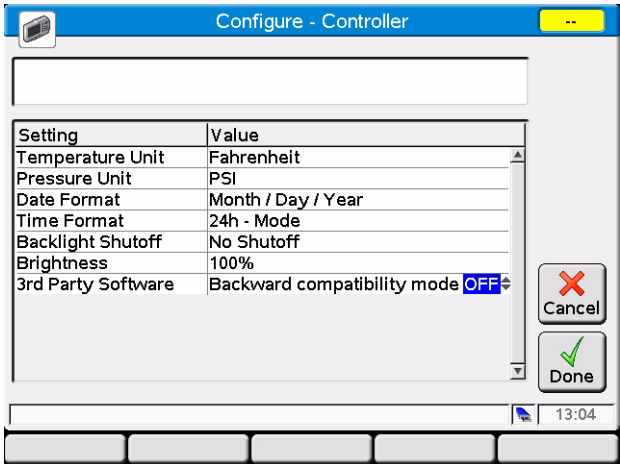 Configure - Controller
--
Setting Value
Temperature Unit Fahrenheit
Pressure Unit PSI
Date Format Month / Day / Year
Time Format 24h - Mode
Backlight Shutoff No Shutoff
Brightness 100%
3rd Party Software Backward compatibility mode OFF
Cancel
Done
13:04